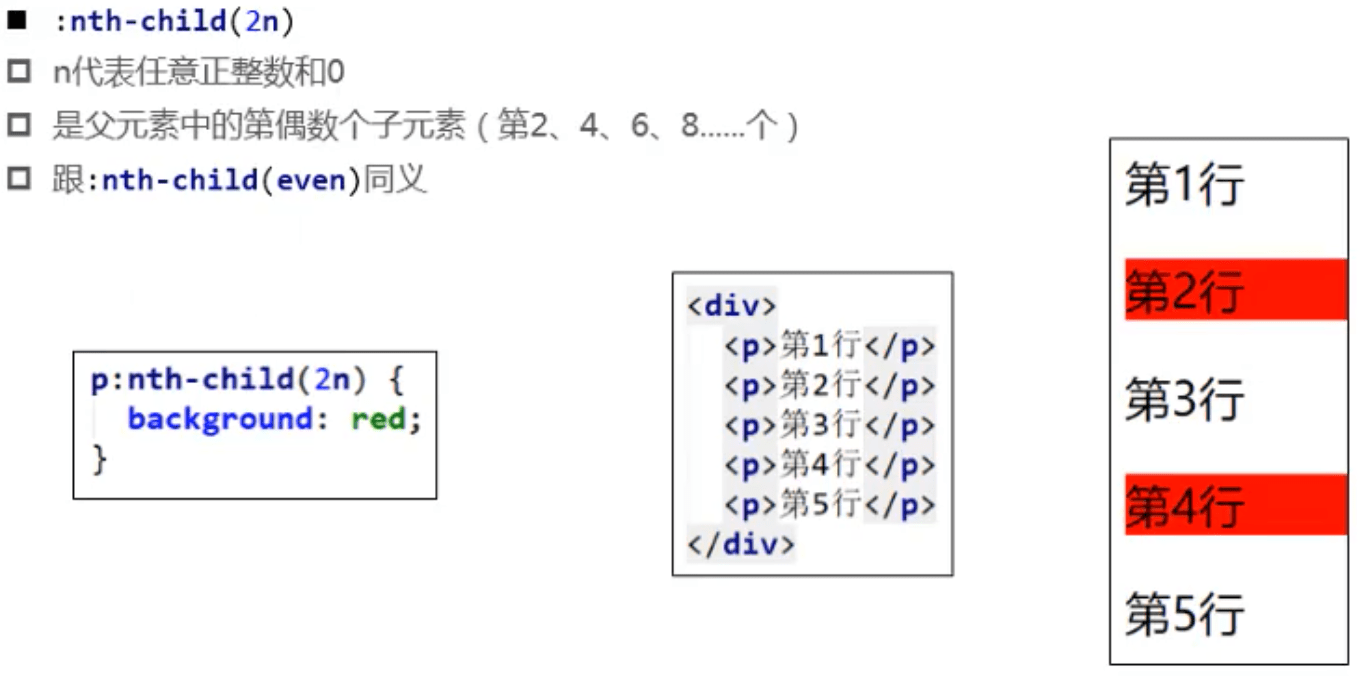 :nth-child(2n)
n代表任意正整数和0
是父元素中的第偶数个子元素（第2、4、6、8……个）
跟:nth-child(even)同义
p:nth-child(2n) {
background: red;
}
<div>
<p>第1行</p>
<p>第2行</p>
<p>第3行</p>
<p>第4行</p>
<p>第5行</p>
</div>
第1行
第2行
第3行
第4行
第5行